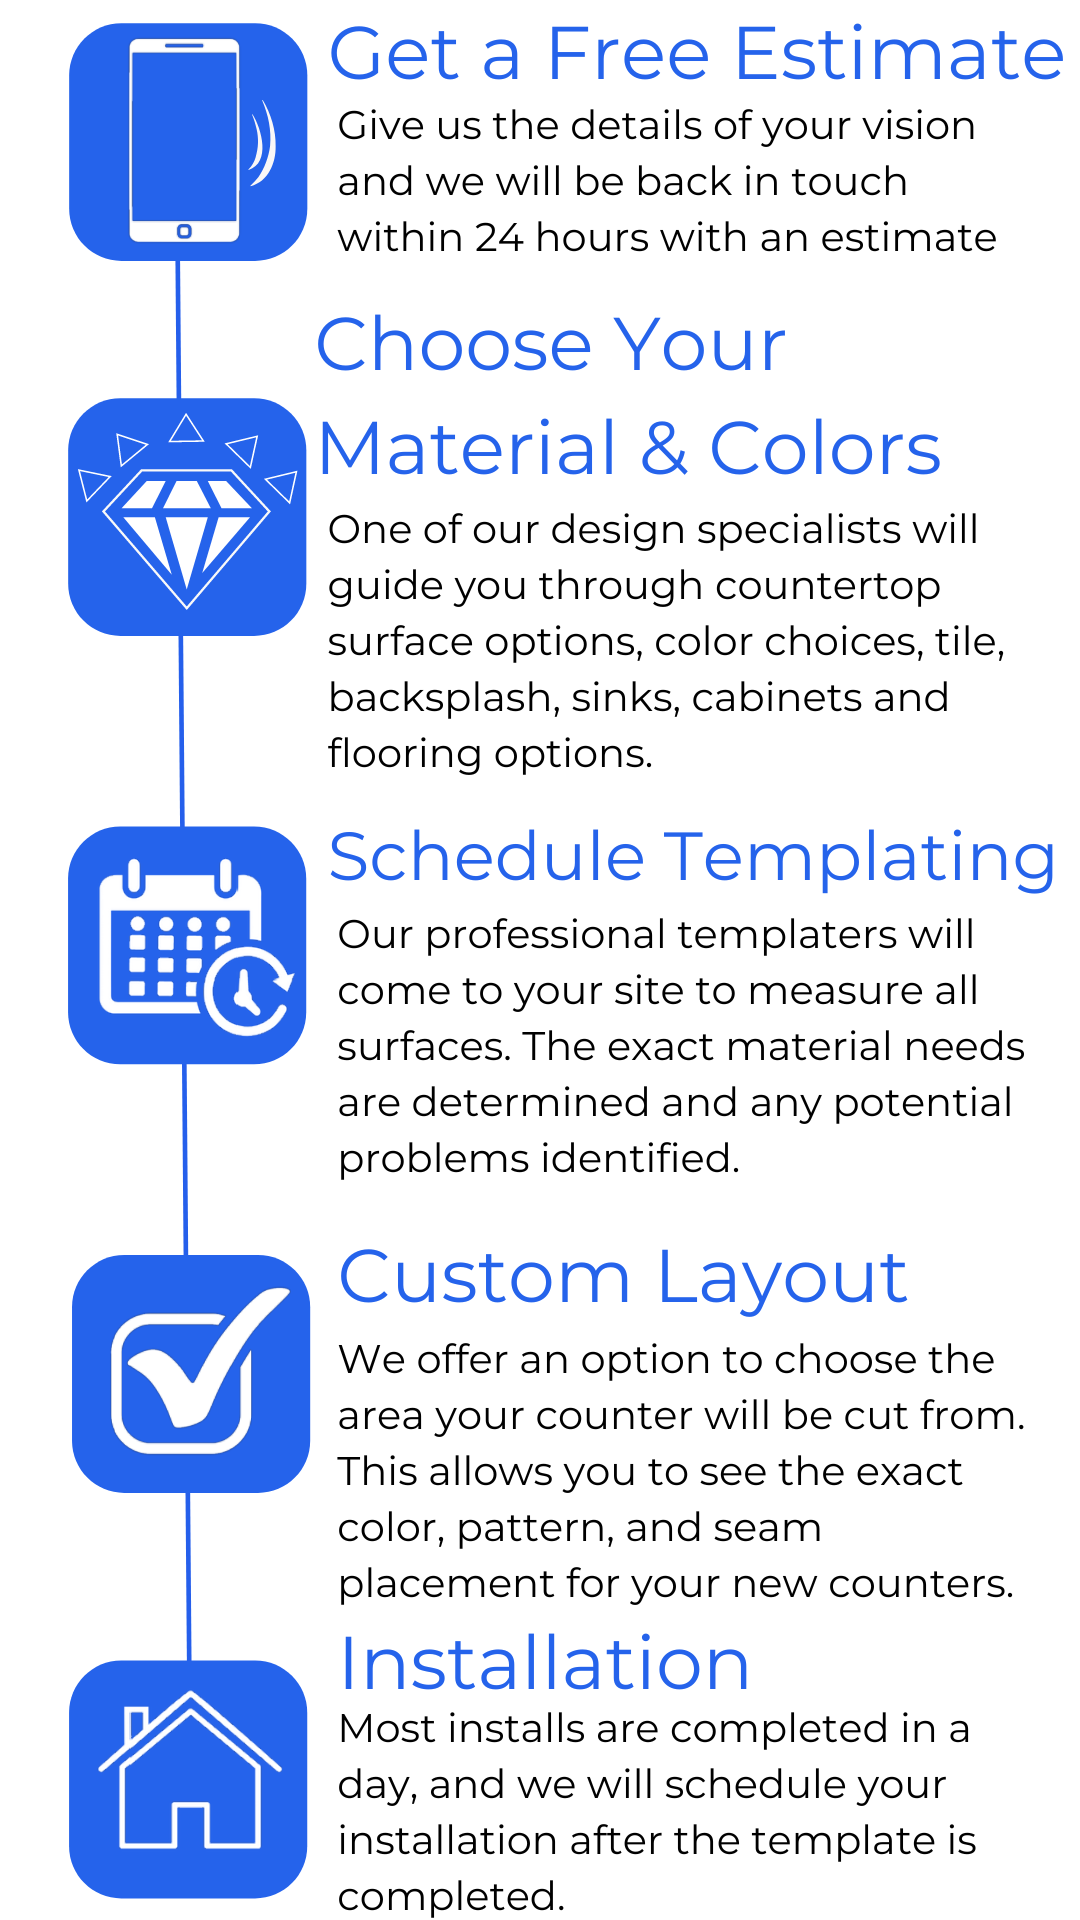 Get a Free Estimate
Give us the details of your vision
and we will be back in touch
within 24 hours with an estimate
Choose Your
Material & Colors
One of our design specialists will
guide you through countertop
surface options, color choices, tile,
backsplash, sinks, cabinets and
flooring options.
Schedule Templating
Our professional templaters will
come to your site to measure all
surfaces. The exact material needs
are determined and any potential
problems identified.
Custom Layout
We offer an option to choose the
area your counter will be cut from.
This allows you to see the exact
color, pattern, and seam
placement for your new counters.
Installation
Most installs are completed in a
day, and we will schedule your
installation after the template is
completed.